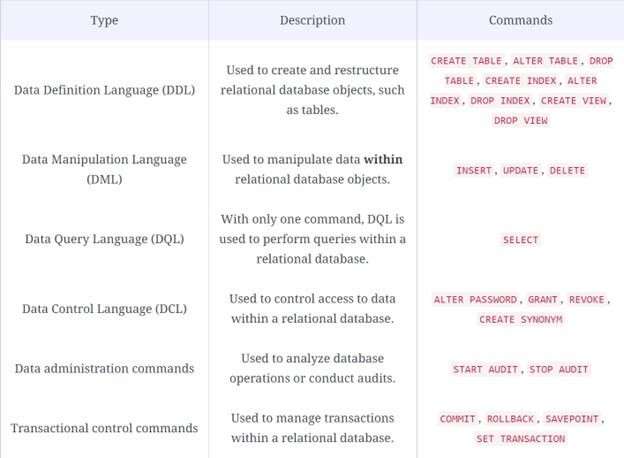 Type Description Commands
Data Definition Language (DDL)
Used to create and restructure
relational database objects, such
as tables.
CREATE TABLE, ALTER TABLE, DROP
TABLE, CREATE INDEX, ALTER
INDEX, DROP INDEX, CREATE VIEW,
DROP VIEW
Data Manipulation Language
(DML)
Used to manipulate data within
relational database objects.
INSERT, UPDATE, DELETE
Data Query Language (DQL)
With only one command, DQL is
used to perform queries within a
relational database.
SELECT
Data Control Language (DCL)
Used to control access to data
within a relational database.
ALTER PASSWORD, GRANT, REVOKE,
CREATE SYNONYM
Data administration commands
Used to analyze database
operations or conduct audits.
START AUDIT, STOP AUDIT
Transactional control commands
Used to manage transactions
within a relational database.
COMMIT, ROLLBACK, SAVEPOINT,
SET TRANSACTION